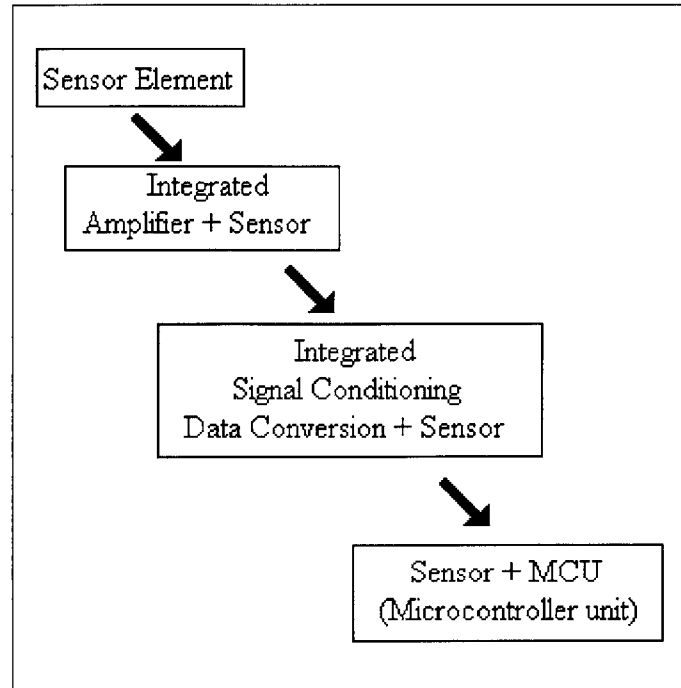 Sensor Element
Integrated
Amplifier + Sensor
Integrated
Signal Conditioning
Data Conversion + Sensor
Sensor + MCU
(Microcontroller unit)